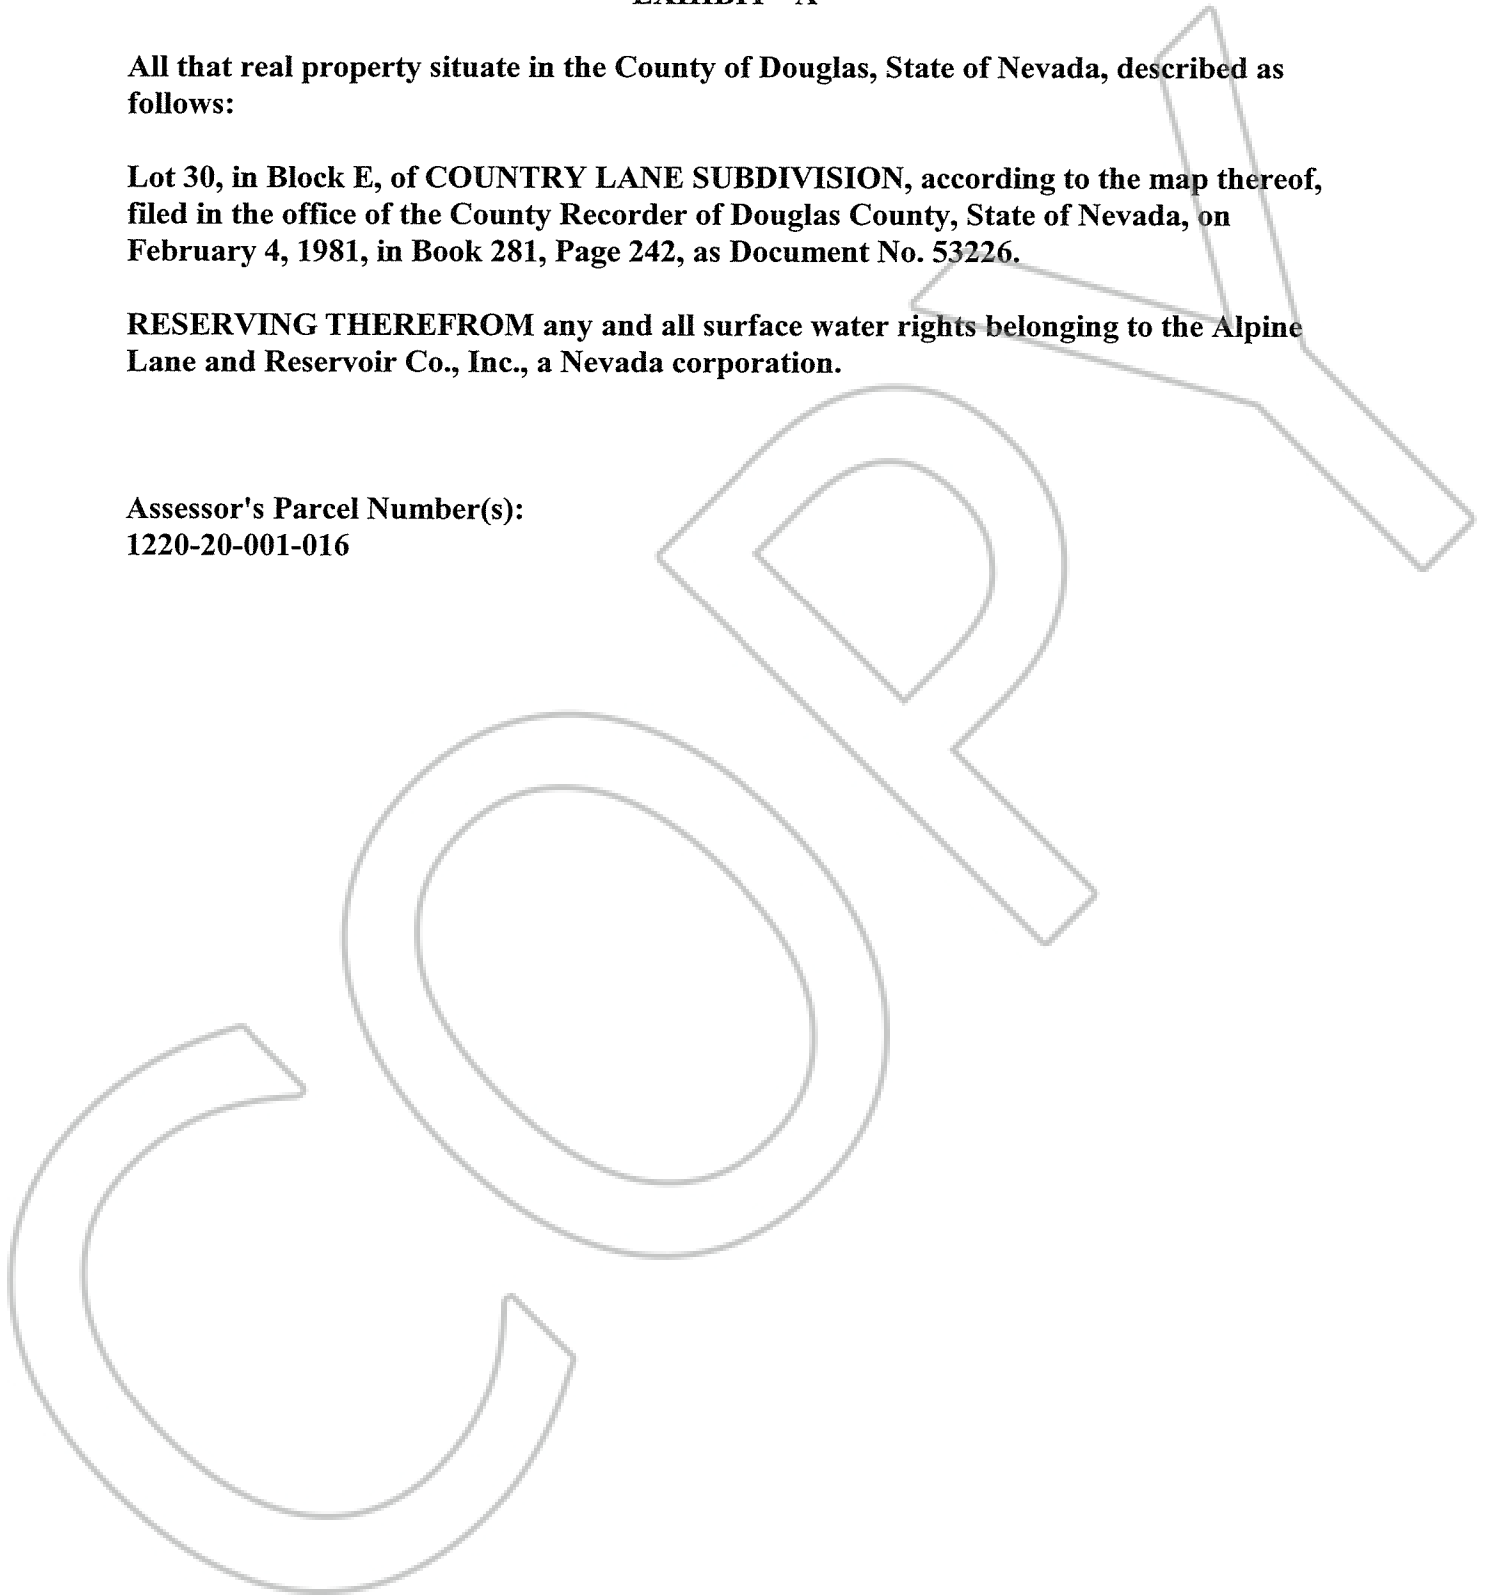 EXHIBIT "A"
All that real property situate in the County of Douglas, State of Nevada, described as
follows:
Lot 30, in Block E, of COUNTRY LANE SUBDIVISION, according to the map thereof,
filed in the office of the County Recorder of Douglas County, State of Nevada, on
February 4, 1981, in Book 281, Page 242, as Document No. 53226.
RESERVING THEREFROM any and all surface water rights belonging to the Alpine
Lane and Reservoir Co., Inc., a Nevada corporation.
Assessor's Parcel Number(s):
1220-20-001-016
COPY